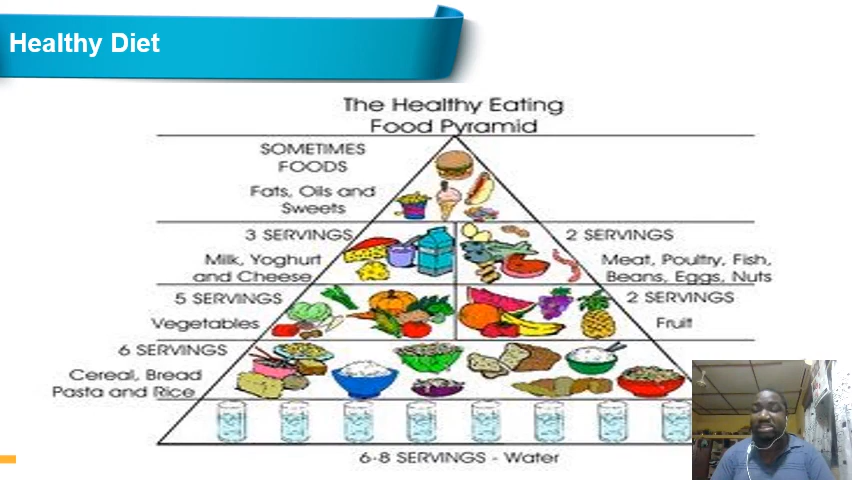 Healthy Diet
The Healthy Eating
Food Pyramid
SOMETIMES
FOODS
Fats, Oils and
Sweets
3 SERVINGS
Milk, Yoghurt
and Cheese
2 SERVINGS
Meat, Poultry, Fish,
Beans, Eggs, Nuts
5 SERVINGS
Vegetables
2 SERVINGS
Fruit
6 SERVINGS
Cereal, Bread
Pasta and Rice
6-8 SERVINGS - Water